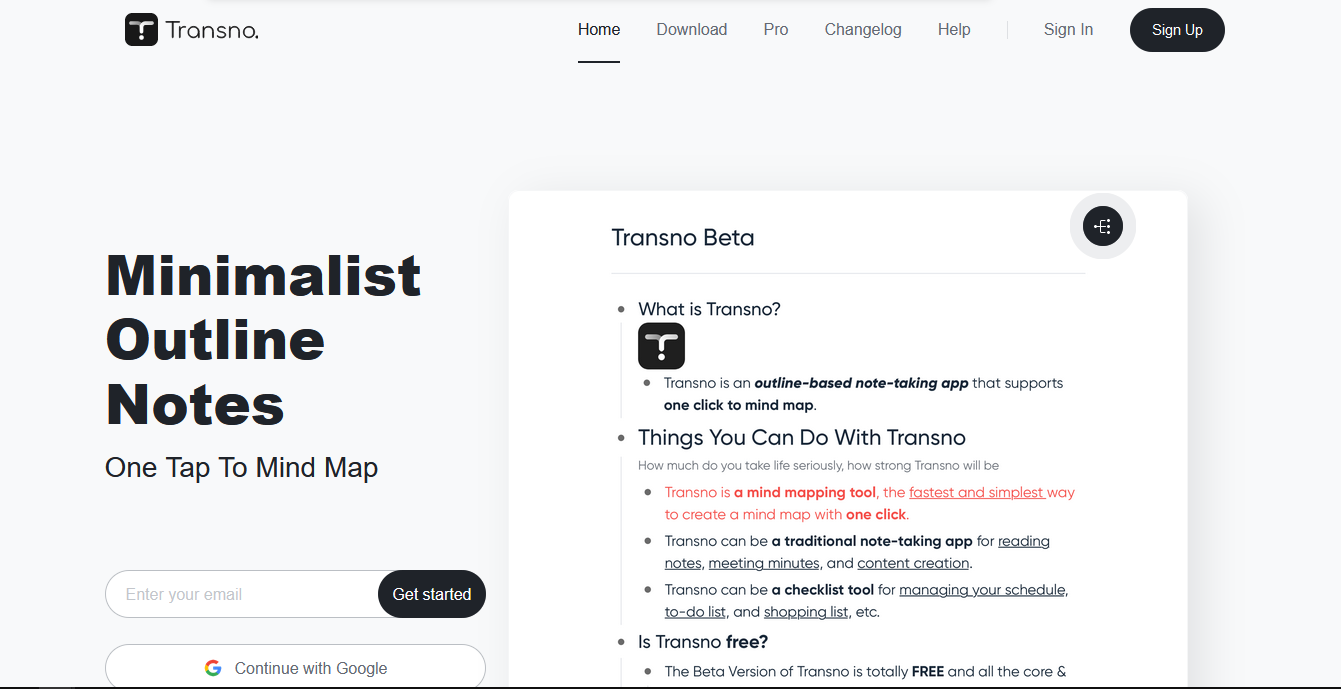 Transno.
Home Download Pro Changelog Help Sign In Sign Up
Minimalist
Outline
Notes
One Tap To Mind Map
Enter your email Get started
Continue with Google
Transno Beta
What is Transno?
Transno is an outline-based note-taking app that supports
one click to mind map.
Things You Can Do With Transno
How much do you take life seriously, how strong Transno will be
Transno is a mind mapping tool, the fastest and simplest way
to create a mind map with one click.
Transno can be a traditional note-taking app for reading
notes, meeting minutes, and content creation.
Transno can be a checklist tool for managing your schedule,
to-do list, and shopping list, etc.
Is Transno free?
The Beta Version of Transno is totally FREE and all the core &